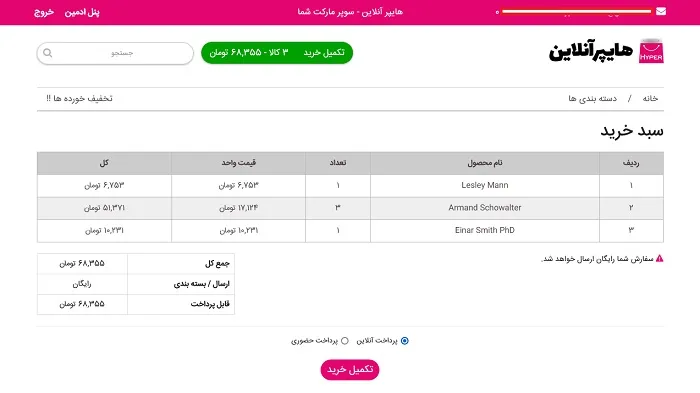 هایپر آنلاین - سوپر مارکت شما
پنل ادمین
خروج
هایپرآنلاین
HYPER
تکمیل خرید ۳ کالا - ۶۸,۳۵۵ تومان
جستجو
خانه / دسته بندی ها
تخفیف خورده ها !!
سبد خرید
ردیف نام محصول تعداد قیمت واحد کل
۱ Lesley Mann ۱ ۶,۷۵۳ تومان ۶,۷۵۳ تومان
۲ Armand Schowalter ۳ ۱۷,۱۲۴ تومان ۵۱,۳۷۱ تومان
۳ Einar Smith PhD ۱ ۱۰,۲۳۱ تومان ۱۰,۲۳۱ تومان
سفارش شما رایگان ارسال خواهد شد.
جمع کل ۶۸,۳۵۵ تومان
ارسال / بسته بندی رایگان
قابل پرداخت ۶۸,۳۵۵ تومان
پرداخت آنلاین پرداخت حضوری
تکمیل خرید